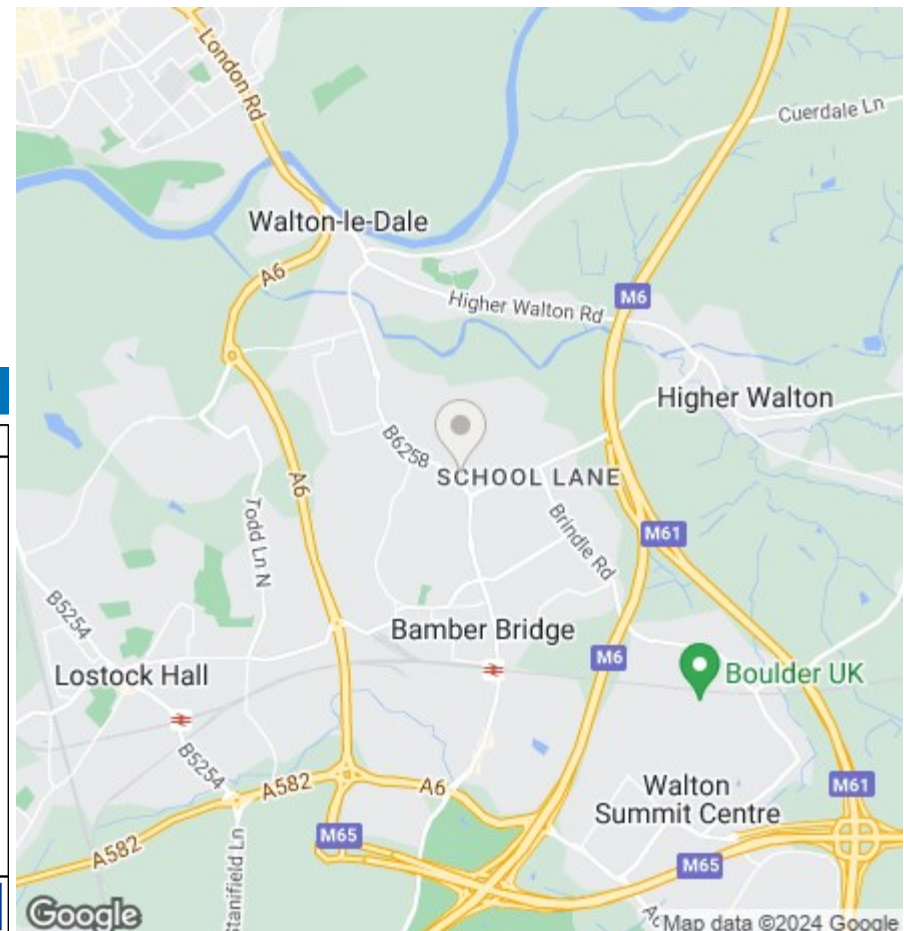 London Rd
Cuerdale Ln
Walton-le-Dale
A6
M6
Higher Walton Rd
Higher Walton
B6258
SCHOOL LANE
A6
Todd Ln N
Brindle Rd
M61
B5254
Bamber Bridge
M6
Lostock Hall
Boulder UK
B5254
A582
A6
Walton
Summit Centre
M61
M65
A582
M65
Stanifield Ln
Google
Map data ©2024 Google